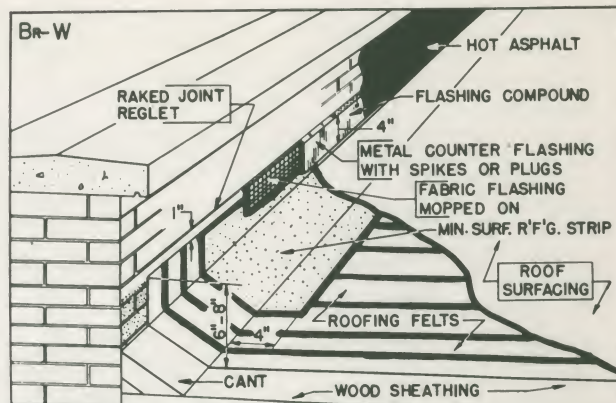 BR-W
HOT ASPHALT
RAKED JOINT
REGLET
FLASHING COMPOUND
4"
METAL COUNTER FLASHING
WITH SPIKES OR PLUGS
FABRIC FLASHING
MOPPED ON
1"
MIN. SURF. R'F'G. STRIP
ROOF
SURFACING
6"-8"
4"
ROOFING FELTS
CANT
WOOD SHEATHING